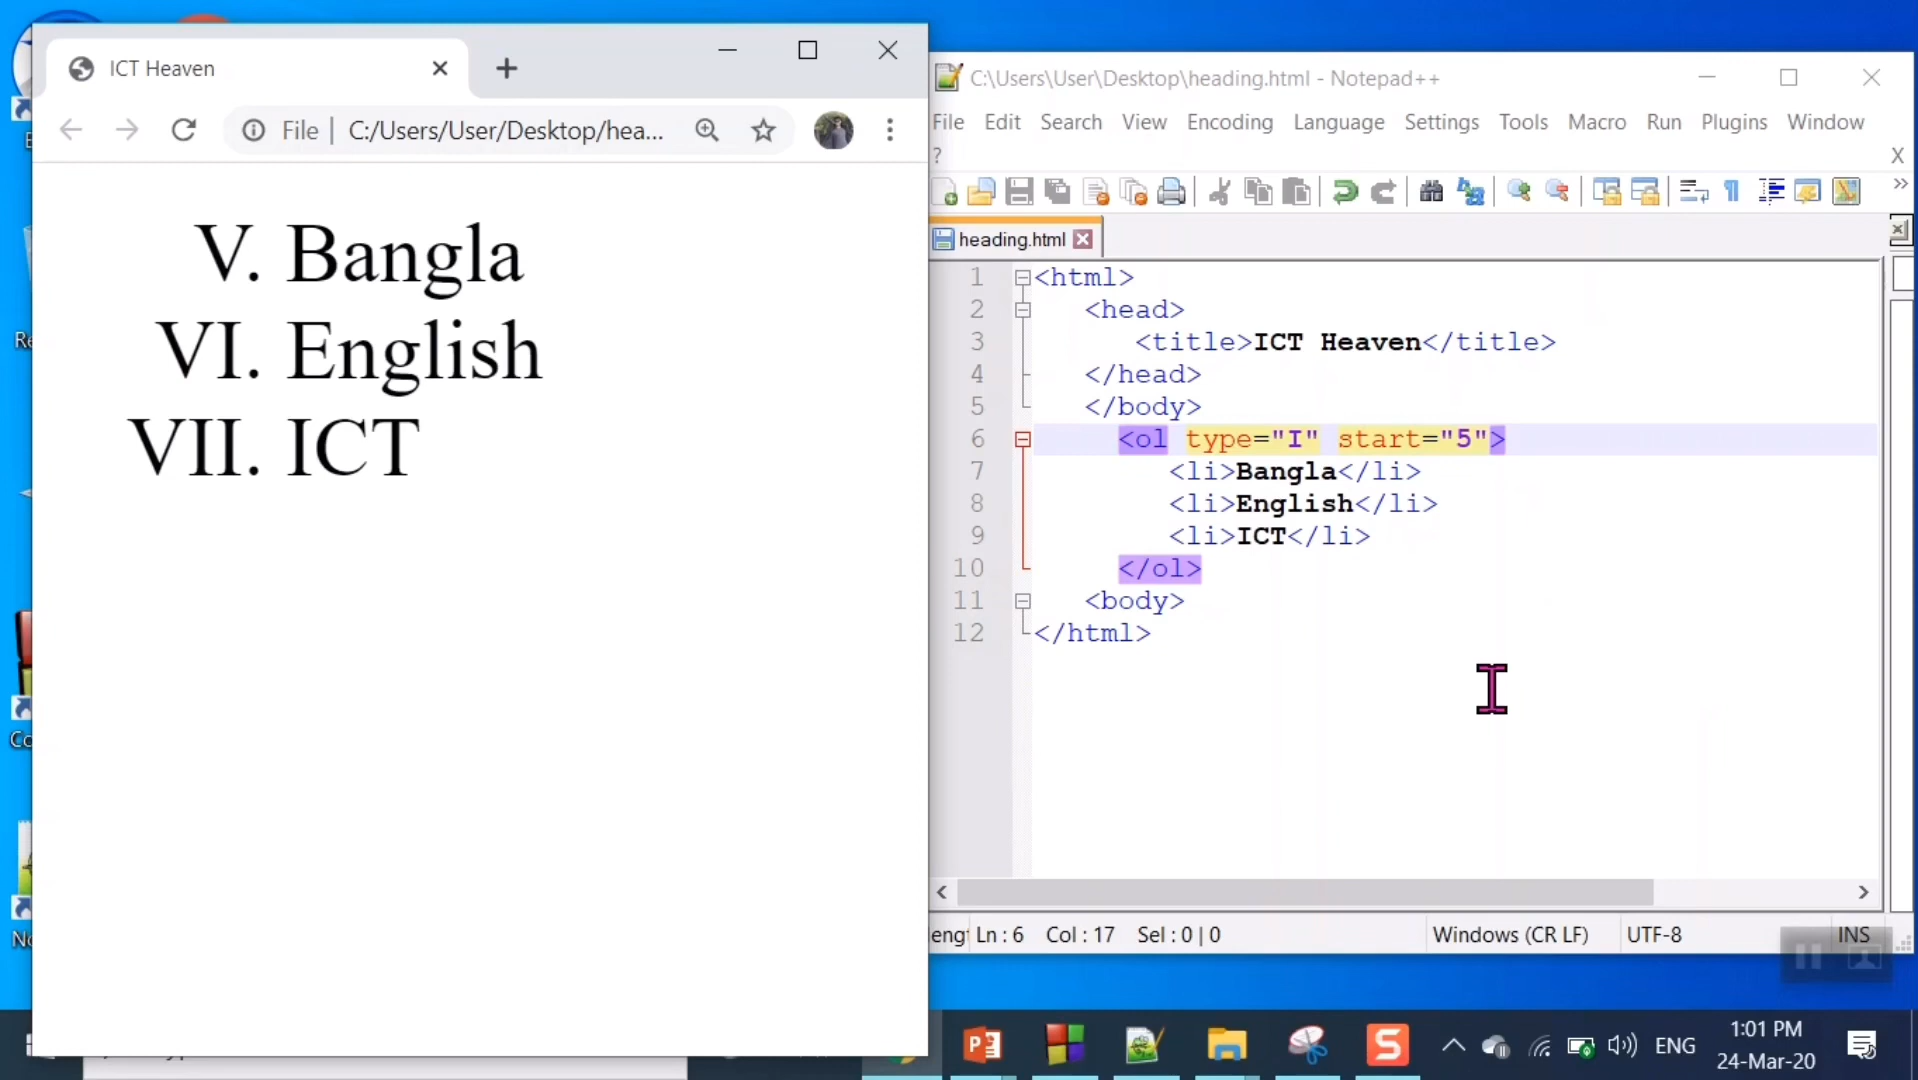 ICT Heaven
File
C:/Users/User/Desktop/hea...
V. Bangla
VI. English
VII. ICT
C:\Users\User\Desktop\heading.html - Notepad++
File Edit Search View Encoding Language Settings Tools Macro Run Plugins Window
? X
heading.html
1 <html>
2 <head>
3 <title>ICT Heaven</title>
4 </head>
5 </body>
6 <ol type="I" start="5">
7 <li>Bangla</li>
8 <li>English</li>
9 <li>ICT</li>
10 </ol>
11 <body>
12 </html>
Ln : 6 Col : 17 Sel : 0 | 0 Windows (CR LF) UTF-8 INS
ENG
1:01 PM
24-Mar-20